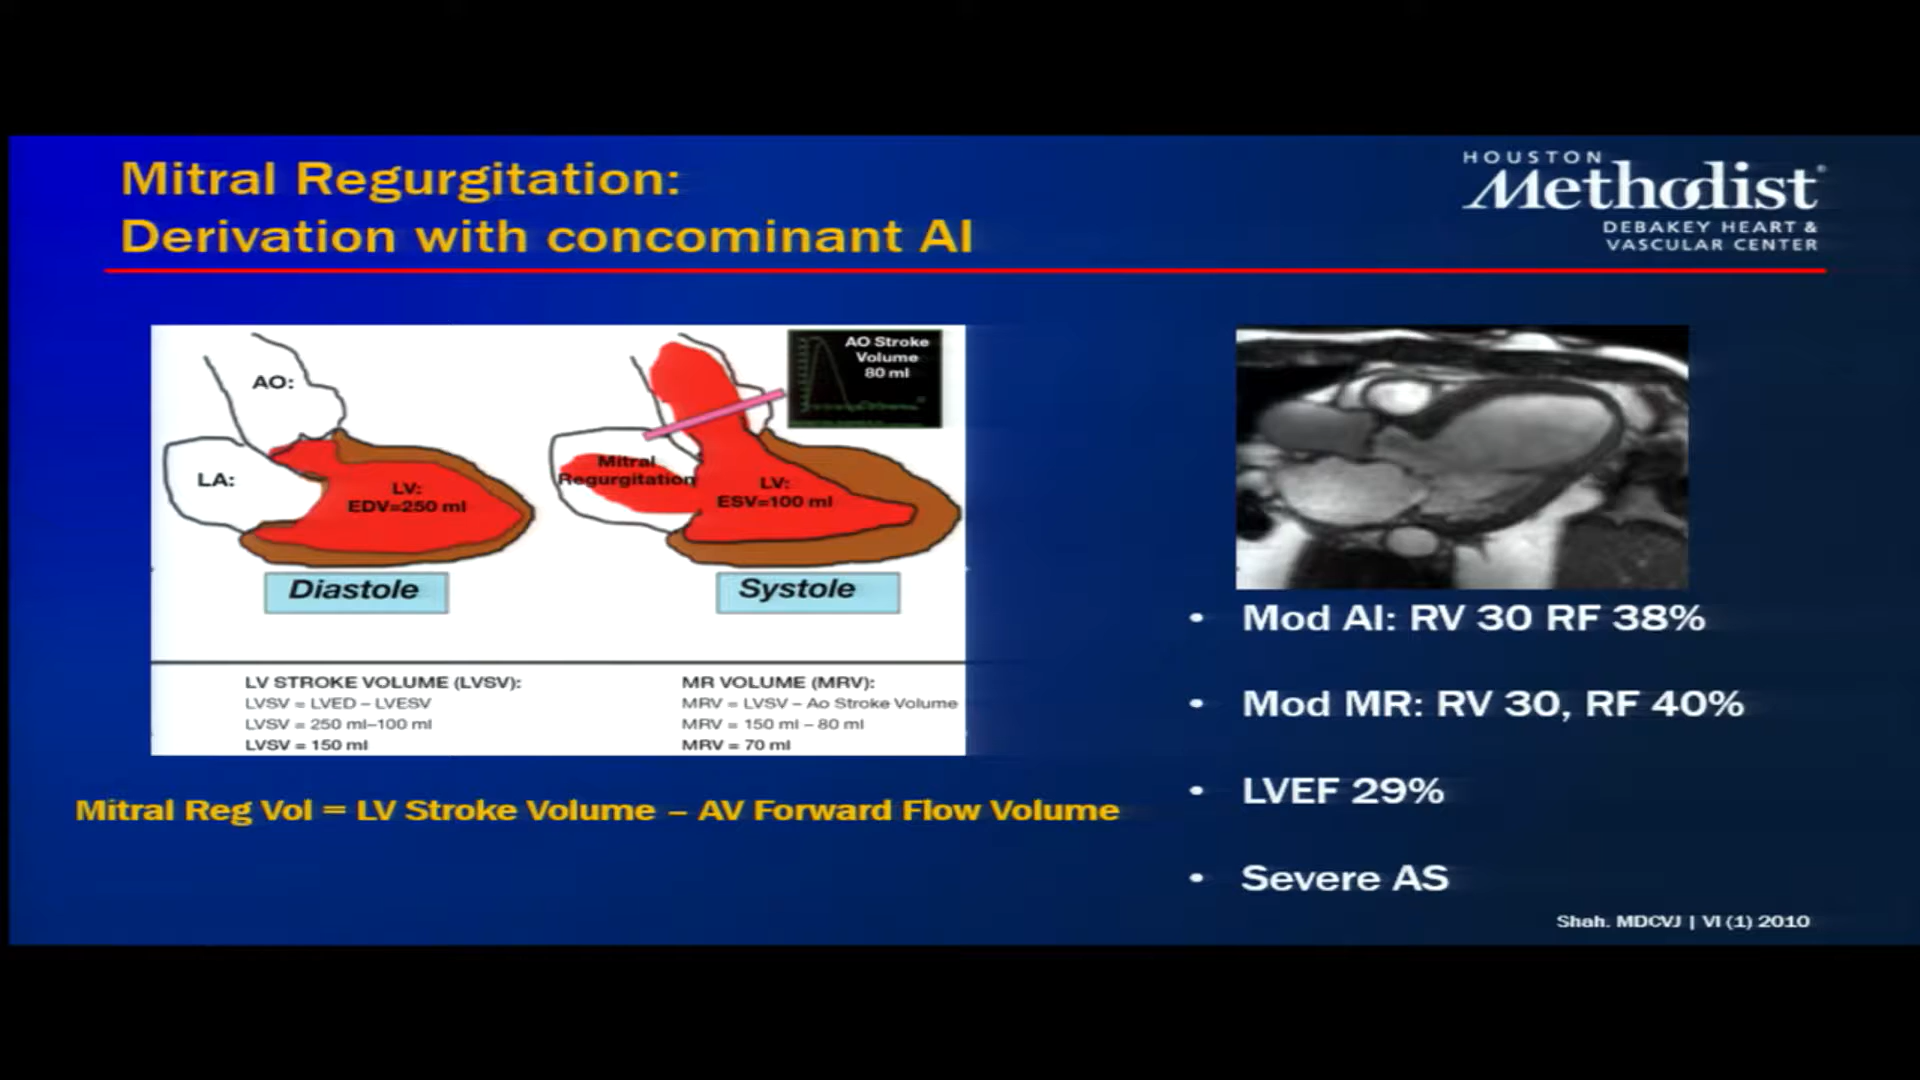 Mitral Regurgitation:
Derivation with concominant AI
HOUSTON
Methodist
DEBAKEY HEART &
VASCULAR CENTER
AO:
LA:
LV:
EDV=250 ml
Diastole
AO Stroke
Volume
80 ml
Mitral
Regurgitation
LV:
ESV=100 ml
Systole
LV STROKE VOLUME (LVSV):
LVSV = LVED – LVESV
LVSV = 250 ml–100 ml
LVSV = 150 ml
MR VOLUME (MRV):
MRV = LVSV – Ao Stroke Volume
MRV = 150 ml – 80 ml
MRV = 70 ml
Mitral Reg Vol = LV Stroke Volume – AV Forward Flow Volume
• Mod AI: RV 30 RF 38%
• Mod MR: RV 30, RF 40%
• LVEF 29%
• Severe AS
Shah. MDCVJ | VI (1) 2010